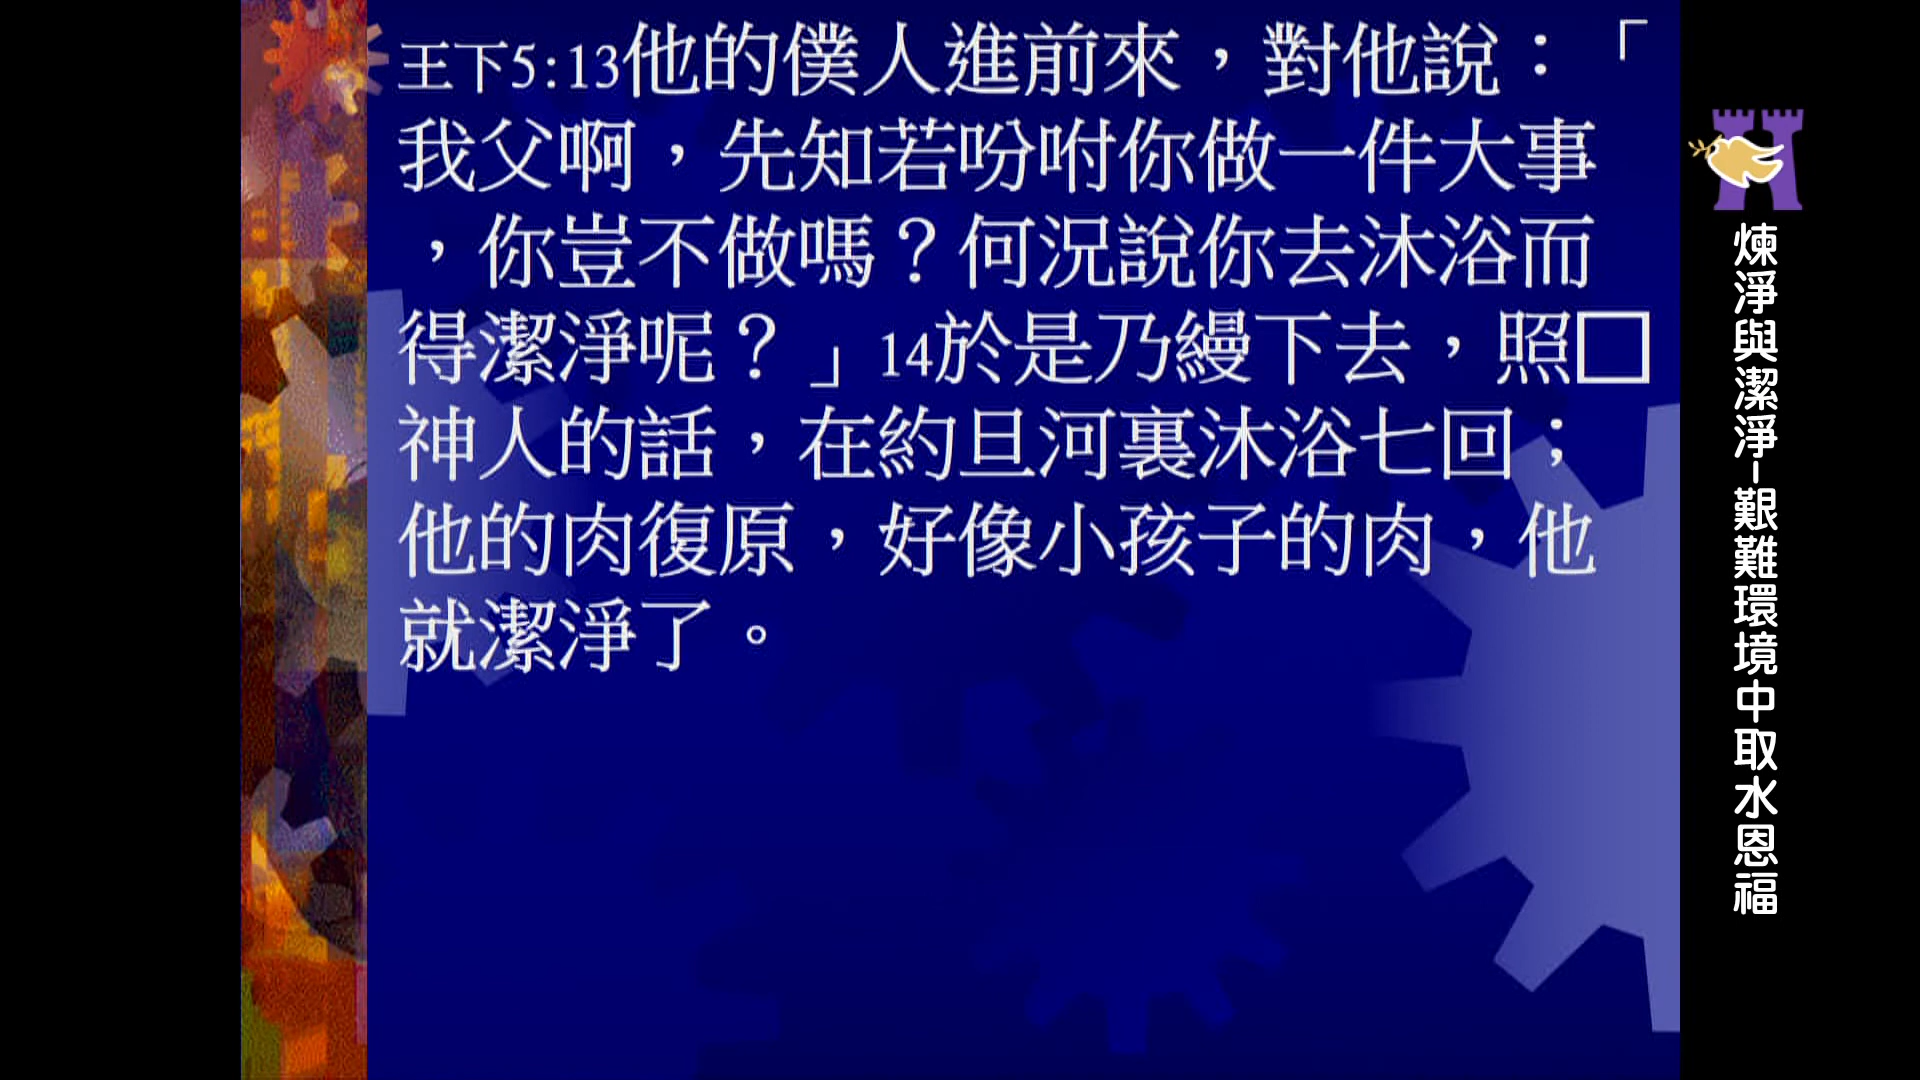 王下5:13他的僕人進前來，對他說：「
我父啊，先知若吩咐你做一件大事
，你豈不做嗎？何況說你去沐浴而
得潔淨呢？」14於是乃縵下去，照□
神人的話，在約旦河裏沐浴七回；
他的肉復原，好像小孩子的肉，他
就潔淨了。
煉淨與潔淨-艱難環境中取水恩福